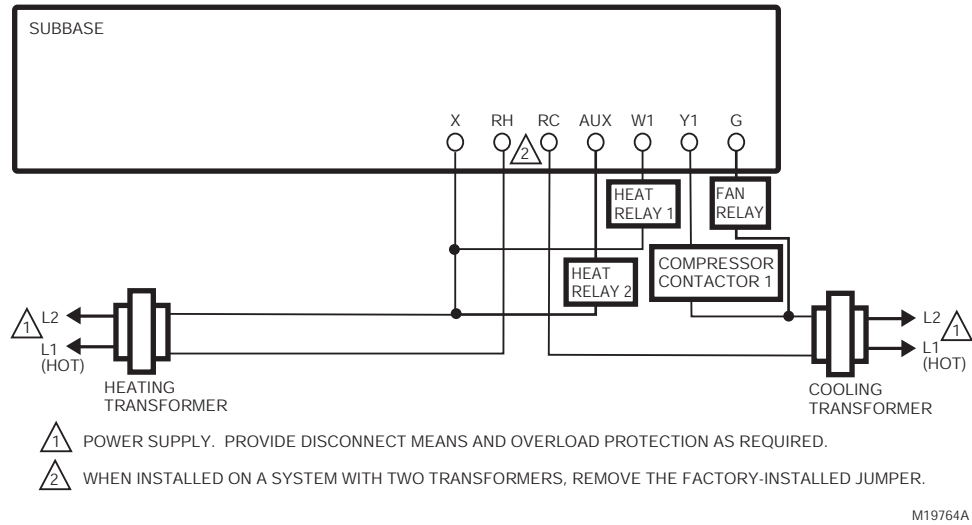 SUBBASE
X RH RC AUX W1 Y1 G
2
HEAT
RELAY 1
FAN
RELAY
HEAT
RELAY 2
COMPRESSOR
CONTACTOR 1
1
L2
L1
(HOT)
HEATING
TRANSFORMER
L2
1
L1
(HOT)
COOLING
TRANSFORMER
1 POWER SUPPLY. PROVIDE DISCONNECT MEANS AND OVERLOAD PROTECTION AS REQUIRED.
2 WHEN INSTALLED ON A SYSTEM WITH TWO TRANSFORMERS, REMOVE THE FACTORY-INSTALLED JUMPER.
M19764A